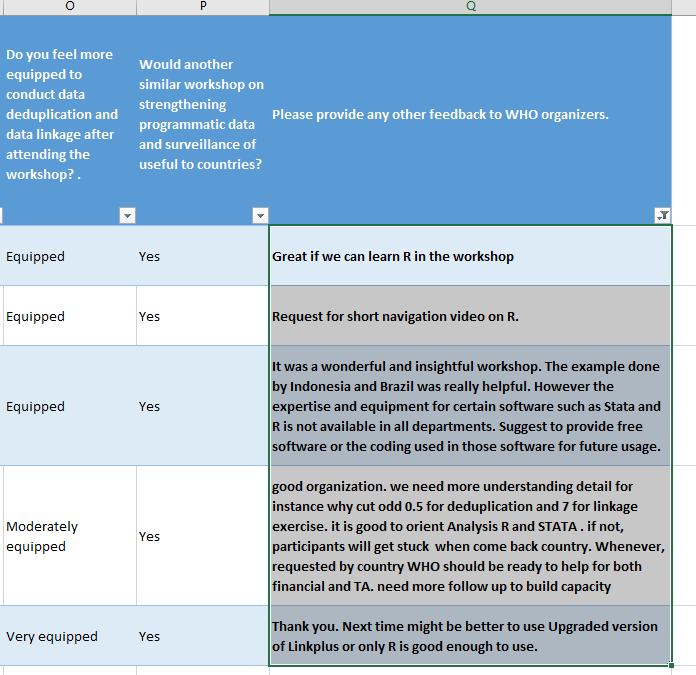 O P Q
Do you feel more
equipped to
conduct data
deduplication and
data linkage after
attending the
workshop? .
Would another
similar workshop on
strengthening
programmatic data
and surveillance of
useful to countries?
Please provide any other feedback to WHO organizers.
Equipped
Yes
Great if we can learn R in the workshop
Equipped
Yes
Request for short navigation video on R.
Equipped
Yes
It was a wonderful and insightful workshop. The example done
by Indonesia and Brazil was really helpful. However the
expertise and equipment for certain software such as Stata and
R is not available in all departments. Suggest to provide free
software or the coding used in those software for future usage.
Moderately
equipped
Yes
good organization. we need more understanding detail for
instance why cut odd 0.5 for deduplication and 7 for linkage
exercise. it is good to orient Analysis R and STATA . if not,
participants will get stuck  when come back country. Whenever,
requested by country WHO should be ready to help for both
financial and TA. need more follow up to build capacity
Very equipped
Yes
Thank you. Next time might be better to use Upgraded version
of Linkplus or only R is good enough to use.